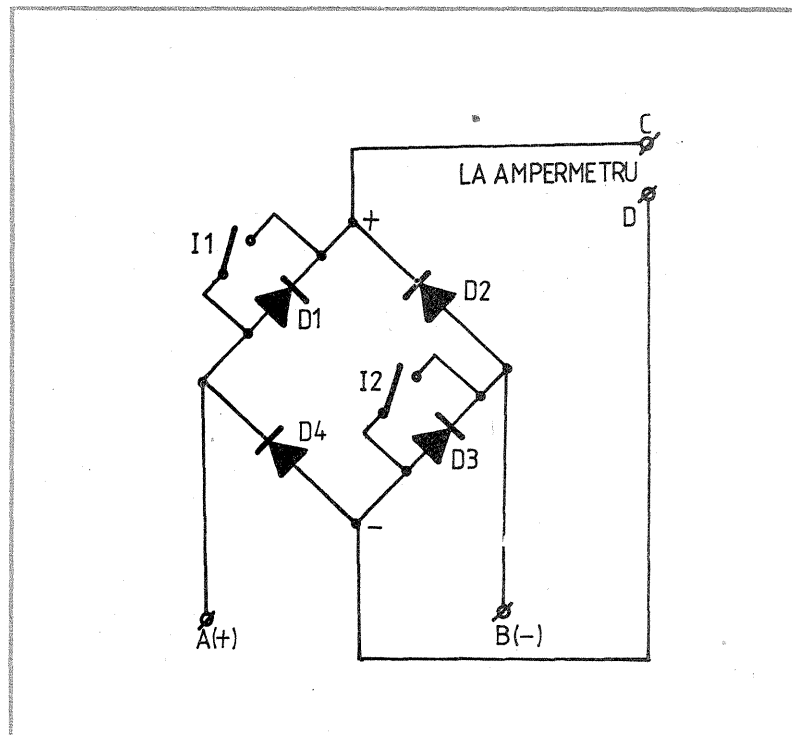 C
LA AMPERMETRU
D
+
I1
D1
D2
I2
D4
D3
-
A(+)
B(-)